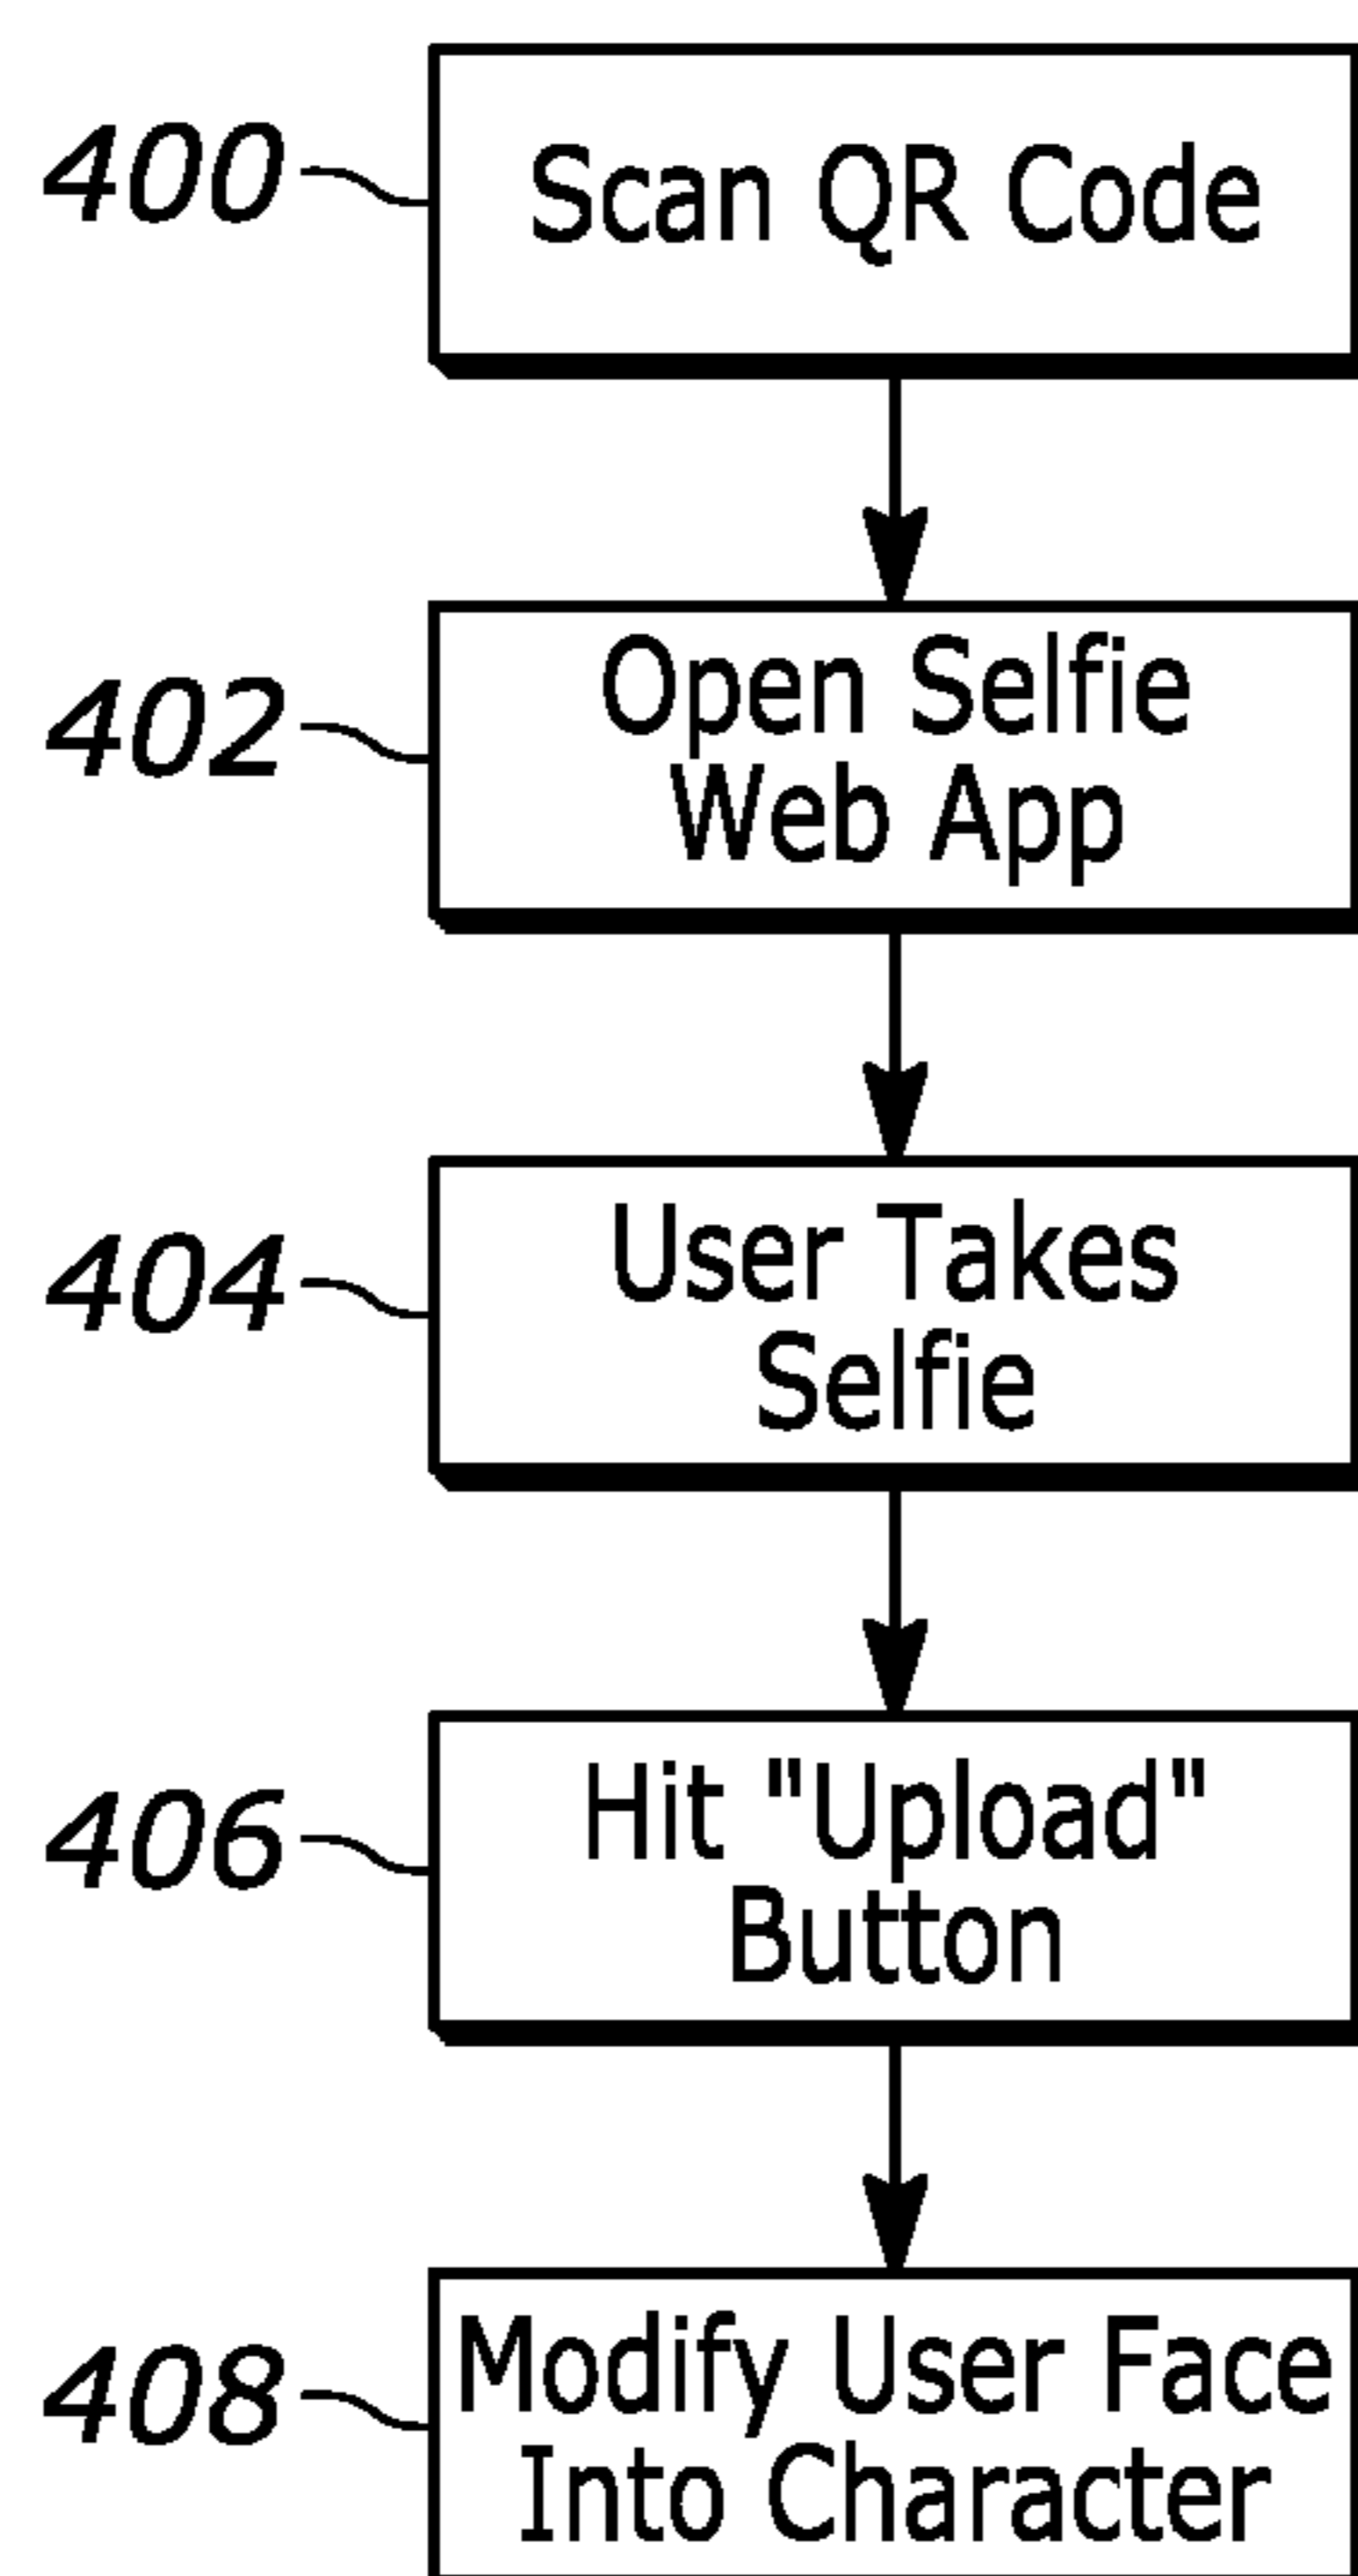 400
Scan QR Code
402
Open Selfie
Web App
404
User Takes
Selfie
406
Hit "Upload"
Button
408
Modify User Face
Into Character